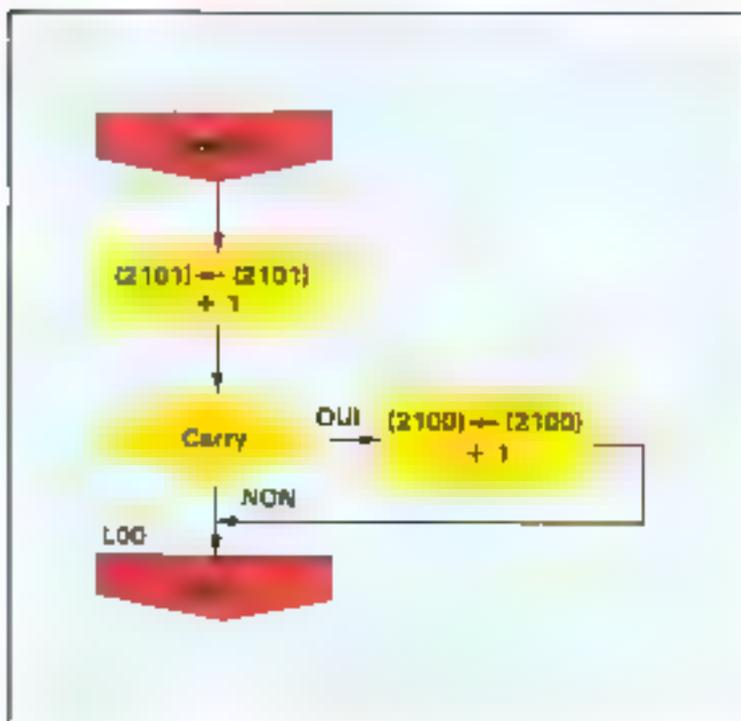 (2101) ← (2101)
+ 1
Carry
OUI
(2100) ← (2100)
+ 1
NON
L00